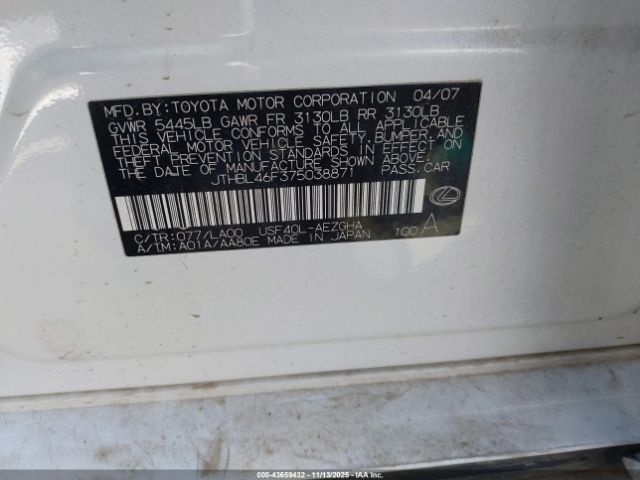 MFD.BY:TOYOTA MOTOR CORPORATION 04/07
GVWR 5445LB GAWR FR 3130LB RR 3130LB
THIS VEHICLE CONFORMS TO ALL APPLICABLE
FEDERAL MOTOR VEHICLE SAFETY,BUMPER,AND
THEFT PREVENTION STANDARDS IN EFFECT ON
THE DATE OF MANUFACTURE SHOWN ABOVE.
JTHBL46F375038871 PASS.CAR
C/TR:077/LA00 USF40L-AEZGHA
A/TM:A01A/AA80E MADE IN JAPAN 100 A
000-43659432 11/13/2025 IAAI.CA